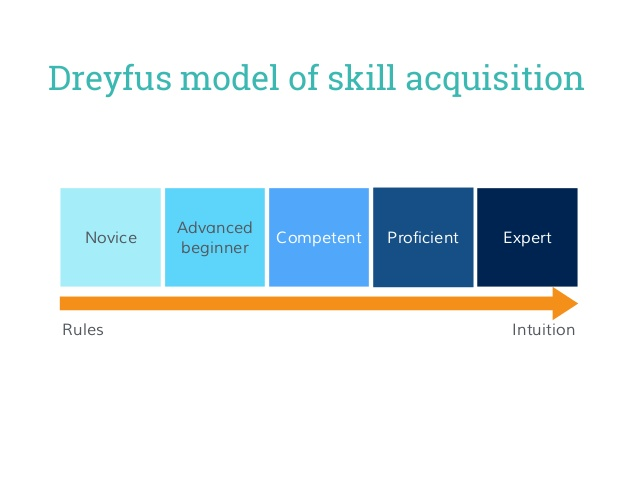 Dreyfus model of skill acquisition
Novice
Advanced
beginner
Competent
Proficient
Expert
Rules
Intuition